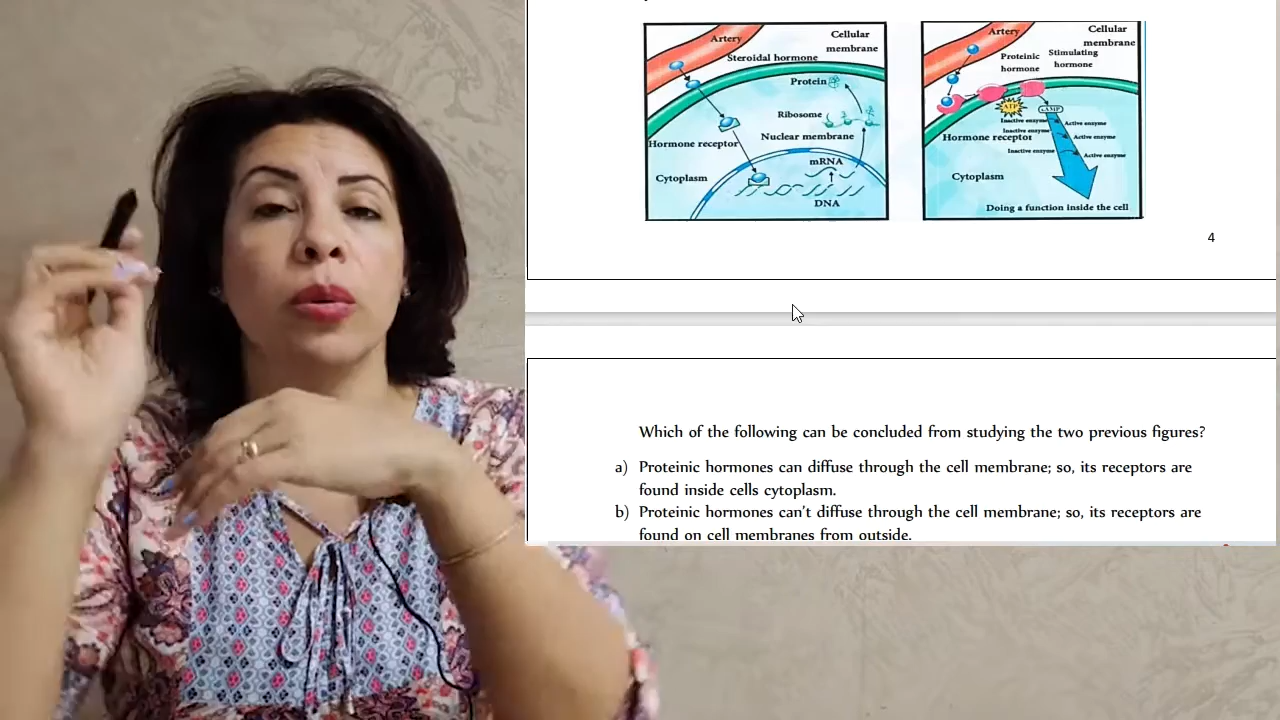 Artery
Cellular
membrane
Steroidal hormone
Protein
Ribosome
Nuclear membrane
Hormone receptor
mRNA
Cytoplasm
DNA
Artery
Cellular
membrane
Proteinic
hormone
Stimulating
hormone
ATP
cAMP
Inactive enzyme
Active enzyme
Inactive enzyme
Active enzyme
Hormone receptor
Inactive enzyme
Active enzyme
Cytoplasm
Doing a function inside the cell
4
Which of the following can be concluded from studying the two previous figures?
a) Proteinic hormones can diffuse through the cell membrane; so, its receptors are
found inside cells cytoplasm.
b) Proteinic hormones can't diffuse through the cell membrane; so, its receptors are
found on cell membranes from outside.